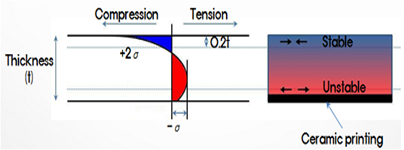 Compression Tension
0.2t
Stable
+2σ
Thickness
(t)
Unstable
-σ
Ceramic printing